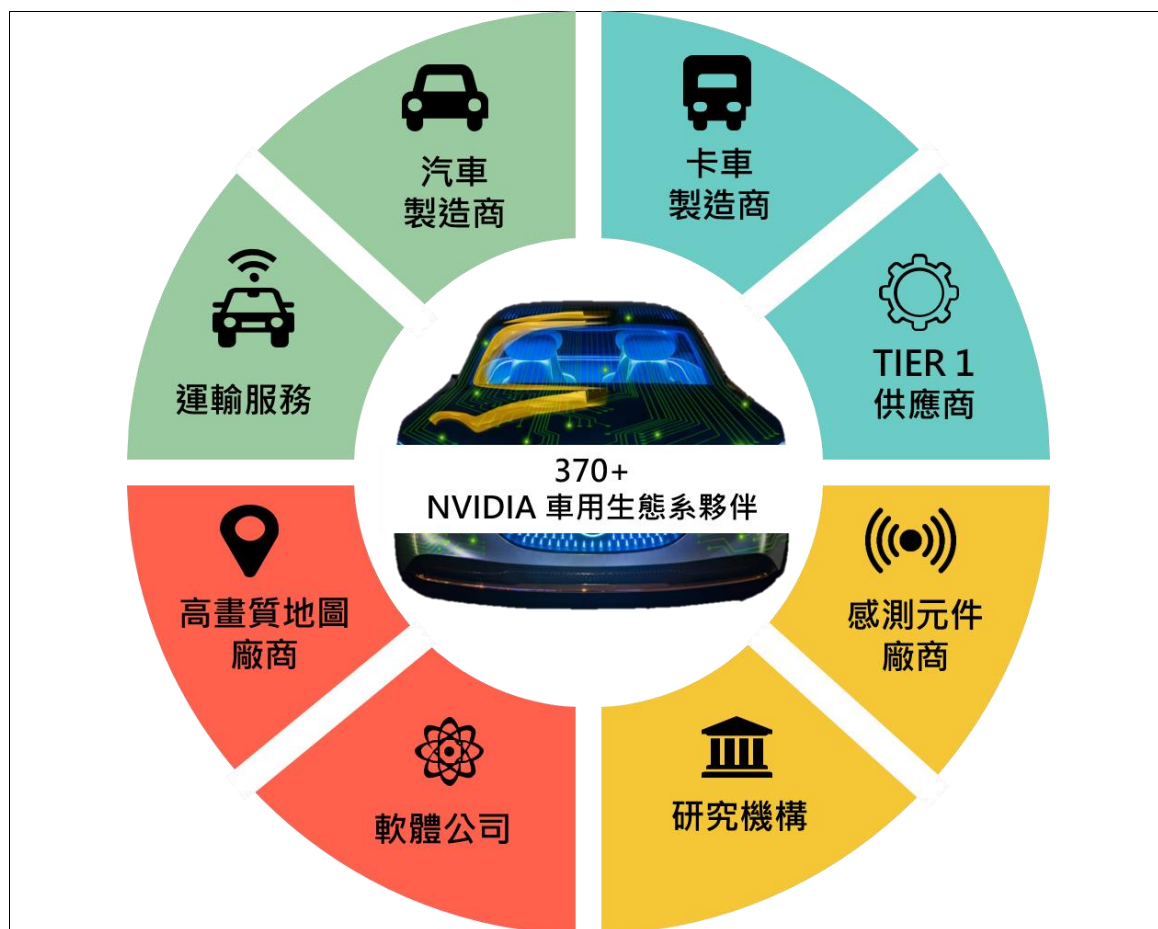 汽車
製造商
卡車
製造商
運輸服務
TIER 1
供應商
370+
NVIDIA 車用生態系夥伴
高畫質地圖
廠商
感測元件
廠商
軟體公司
研究機構